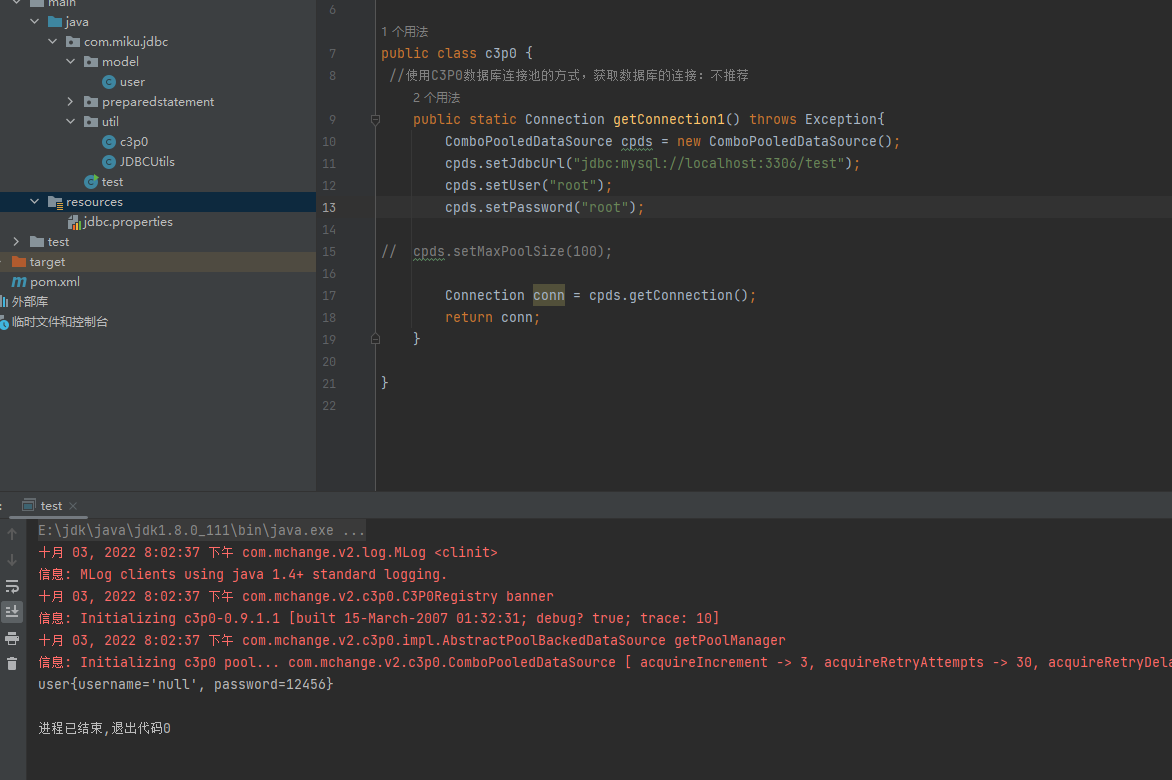 main
java
com.miku.jdbc
model
user
preparedstatement
util
c3p0
JDBCUtils
test
resources
jdbc.properties
test
target
pom.xml
外部库
临时文件和控制台
6
1 个用法
7 public class c3p0 {
8 //使用C3P0数据库连接池的方式，获取数据库的连接：不推荐
2 个用法
9 public static Connection getConnection1() throws Exception{
10 ComboPooledDataSource cpds = new ComboPooledDataSource();
11 cpds.setJdbcUrl("jdbc:mysql://localhost:3306/test");
12 cpds.setUser("root");
13 cpds.setPassword("root");
14
15 // cpds.setMaxPoolSize(100);
16
17 Connection conn = cpds.getConnection();
18 return conn;
19 }
20
21 }
22
test
E:\jdk\java\jdk1.8.0_111\bin\java.exe ...
十月 03, 2022 8:02:37 下午 com.mchange.v2.log.MLog <clinit>
信息: MLog clients using java 1.4+ standard logging.
十月 03, 2022 8:02:37 下午 com.mchange.v2.c3p0.C3P0Registry banner
信息: Initializing c3p0-0.9.1.1 [built 15-March-2007 01:32:31; debug? true; trace: 10]
十月 03, 2022 8:02:37 下午 com.mchange.v2.c3p0.impl.AbstractPoolBackedDataSource getPoolManager
信息: Initializing c3p0 pool... com.mchange.v2.c3p0.ComboPooledDataSource [ acquireIncrement -> 3, acquireRetryAttempts -> 30, acquireRetryDela
user{username='null', password=12456}
进程已结束,退出代码0